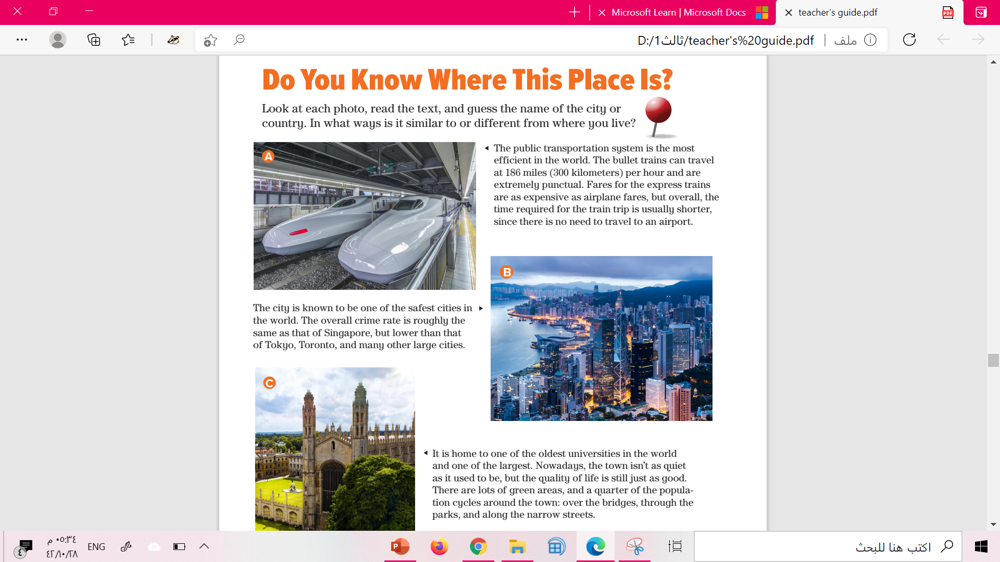 Microsoft Learn | Microsoft Docs
teacher's guide.pdf
D:/1ثالث/teacher's%20guide.pdf
ملف
Do You Know Where This Place Is?
Look at each photo, read the text, and guess the name of the city or
country. In what ways is it similar to or different from where you live?
A
The public transportation system is the most
efficient in the world. The bullet trains can travel
at 186 miles (300 kilometers) per hour and are
extremely punctual. Fares for the express trains
are as expensive as airplane fares, but overall, the
time required for the train trip is usually shorter,
since there is no need to travel to an airport.
B
The city is known to be one of the safest cities in
the world. The overall crime rate is roughly the
same as that of Singapore, but lower than that
of Tokyo, Toronto, and many other large cities.
C
It is home to one of the oldest universities in the world
and one of the largest. Nowadays, the town isn't as quiet
as it used to be, but the quality of life is still just as good.
There are lots of green areas, and a quarter of the popula-
tion cycles around the town: over the bridges, through the
parks, and along the narrow streets.
٠٥:٣٤ م
٤٢/١٠/٢٨
٤
ENG
اكتب هنا للبحث